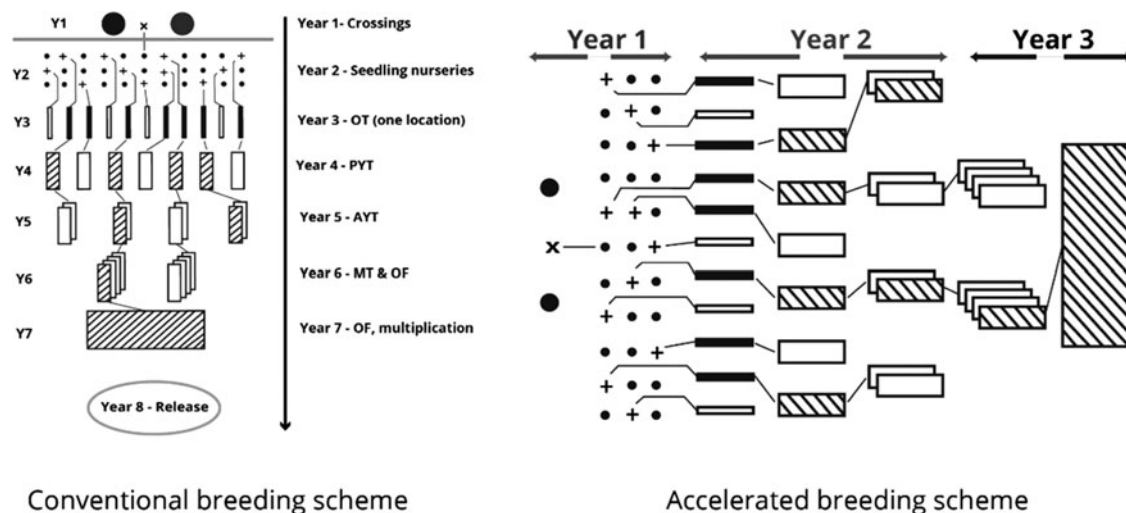 Y1
x
Year 1- Crossings
Y2
Year 2 - Seedling nurseries
Y3
Year 3 - OT (one location)
Y4
Year 4 - PYT
Y5
Year 5 - AYT
Y6
Year 6 - MT & OF
Y7
Year 7 - OF, multiplication
Year 8 - Release
Conventional breeding scheme
Year 1
Year 2
Year 3
x
Accelerated breeding scheme